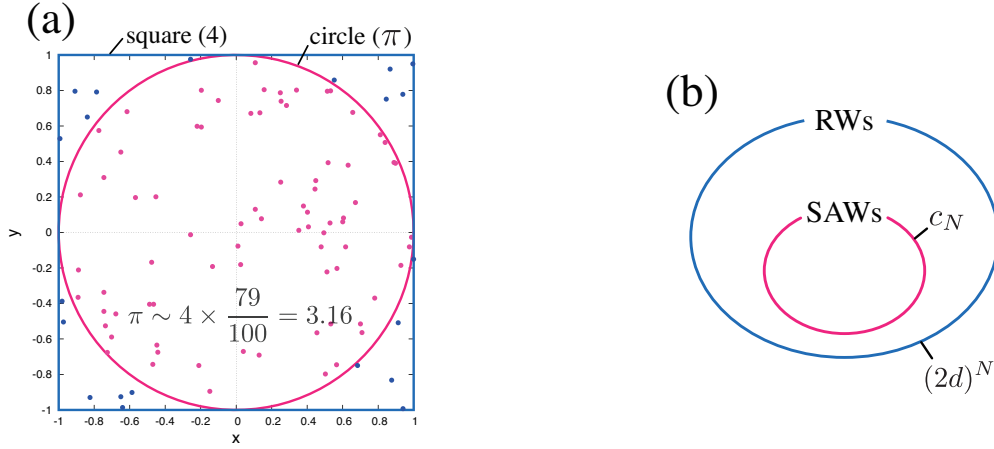 (a)
square (4)
circle (π)
1
0.8
0.6
0.4
0.2
0
-0.2
-0.4
-0.6
-0.8
-1
y
π ∼ 4 × 79/100 = 3.16
-1 -0.8 -0.6 -0.4 -0.2 0 0.2 0.4 0.6 0.8 1
x
(b)
RWs
SAWs
c_N
(2d)^N